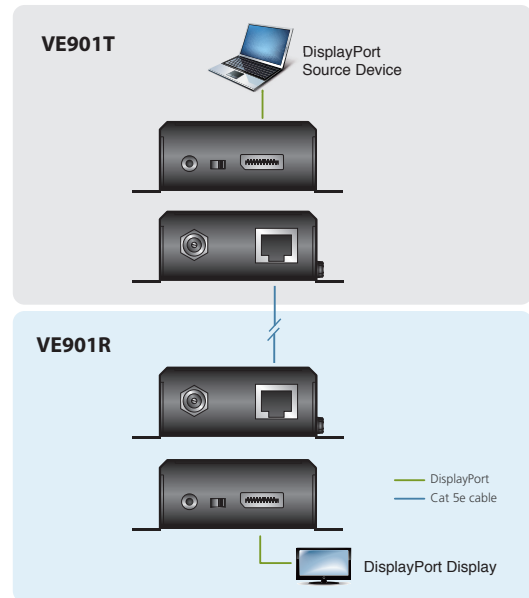 VE901T
DisplayPort
Source Device
VE901R
DisplayPort
Cat 5e cable
DisplayPort Display